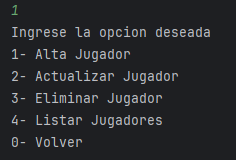 1
Ingrese la opcion deseada
1- Alta Jugador
2- Actualizar Jugador
3- Eliminar Jugador
4- Listar Jugadores
0- Volver